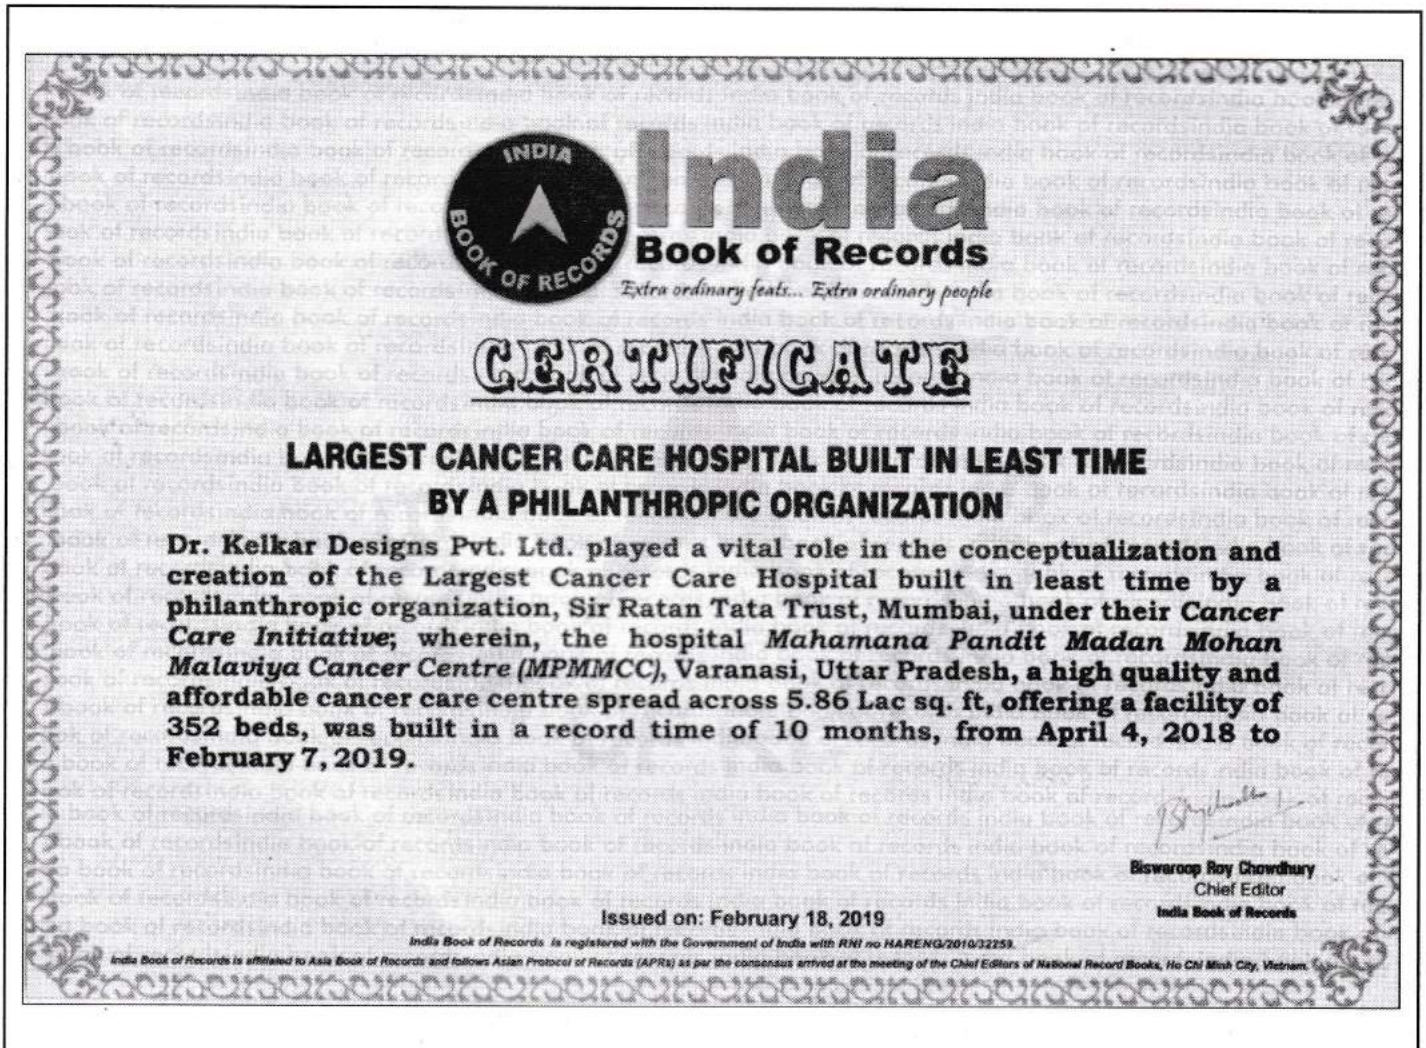 INDIA
BOOK OF RECORDS
India
Book of Records
Extra ordinary feats... Extra ordinary people
CERTIFICATE
LARGEST CANCER CARE HOSPITAL BUILT IN LEAST TIME
BY A PHILANTHROPIC ORGANIZATION
Dr. Kelkar Designs Pvt. Ltd. played a vital role in the conceptualization and
creation of the Largest Cancer Care Hospital built in least time by a
philanthropic organization, Sir Ratan Tata Trust, Mumbai, under their Cancer
Care Initiative; wherein, the hospital Mahamana Pandit Madan Mohan
Malaviya Cancer Centre (MPMMCC), Varanasi, Uttar Pradesh, a high quality and
affordable cancer care centre spread across 5.86 Lac sq. ft, offering a facility of
352 beds, was built in a record time of 10 months, from April 4, 2018 to
February 7, 2019.
Biswaroop Roy Chowdhury
Chief Editor
India Book of Records
Issued on: February 18, 2019
India Book of Records is registered with the Government of India with RNI no HARENG/2010/32259.
India Book of Records is affiliated to Asia Book of Records and follows Asian Protocol of Records (APRs) as per the consensus arrived at the meeting of the Chief Editors of National Record Books, Ho Chi Minh City, Vietnam.